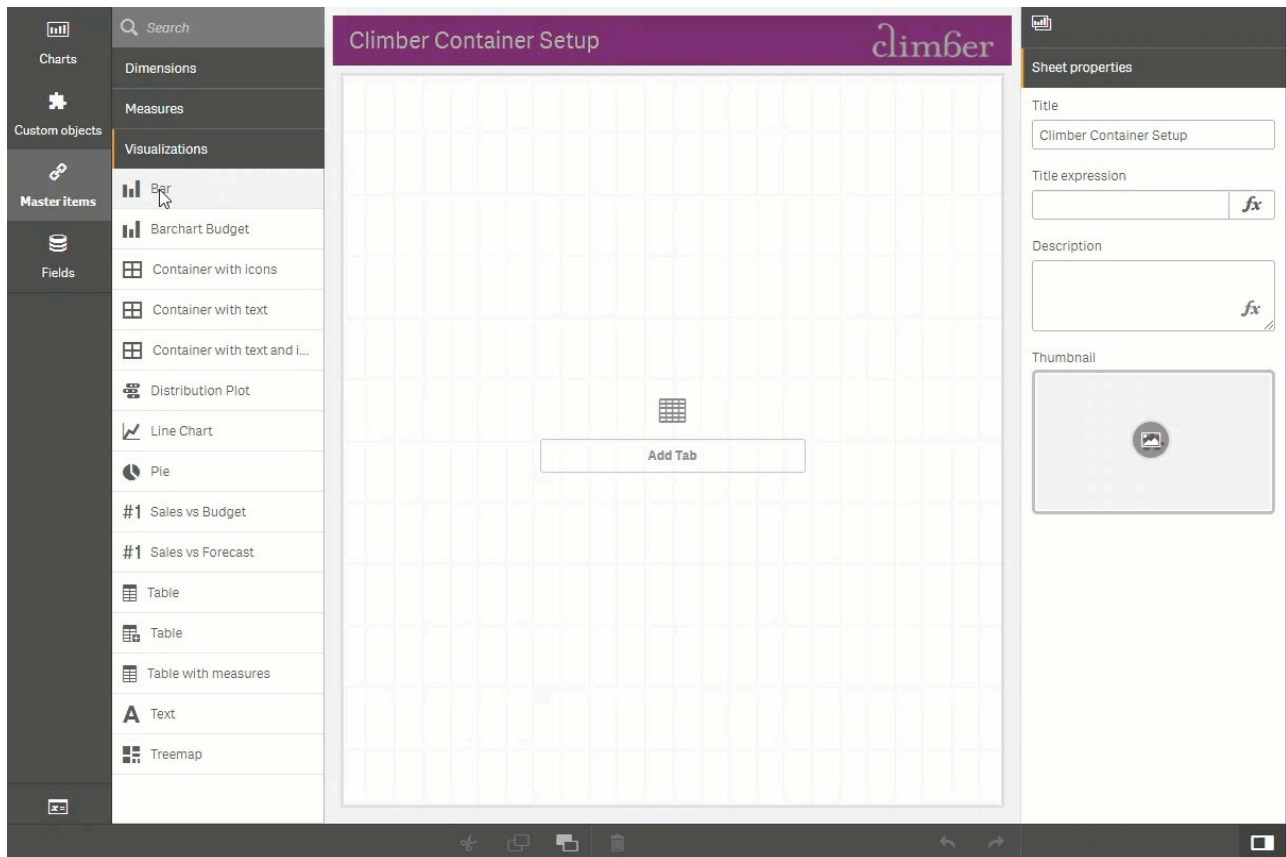 Charts
Custom objects
Master items
Fields
x=
Search
Dimensions
Measures
Visualizations
Bar
Barchart Budget
Container with icons
Container with text
Container with text and i...
Distribution Plot
Line Chart
Pie
#1 Sales vs Budget
#1 Sales vs Forecast
Table
Table
Table with measures
A Text
Treemap
Climber Container Setup
climber
Add Tab
Sheet properties
Title
Climber Container Setup
Title expression
fx
Description
fx
Thumbnail